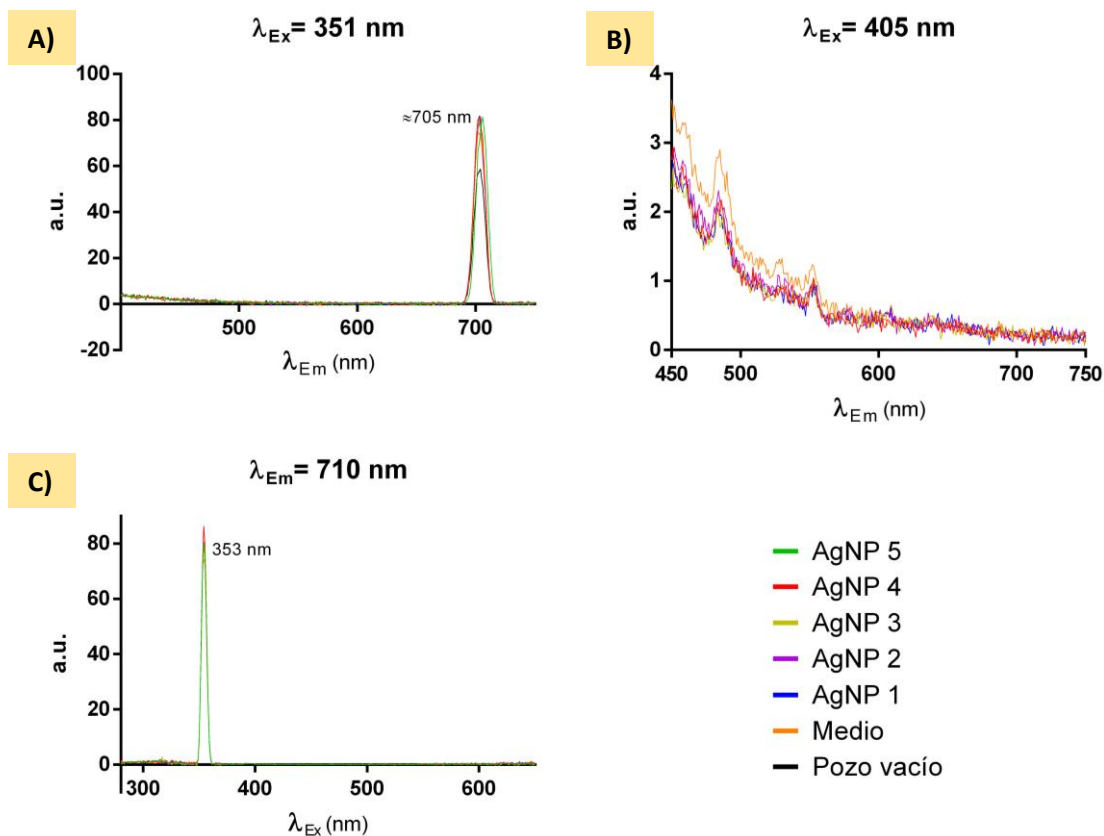 A)
λEx= 351 nm
100
80
60
40
20
0
-20
≈705 nm
500
600
700
a.u.
λEm (nm)
B)
λEx= 405 nm
4
3
2
1
0
450
500
600
700
750
a.u.
λEm (nm)
C)
λEm= 710 nm
80
60
40
20
0
353 nm
300
400
500
600
a.u.
λEx (nm)
AgNP 5
AgNP 4
AgNP 3
AgNP 2
AgNP 1
Medio
Pozo vacío